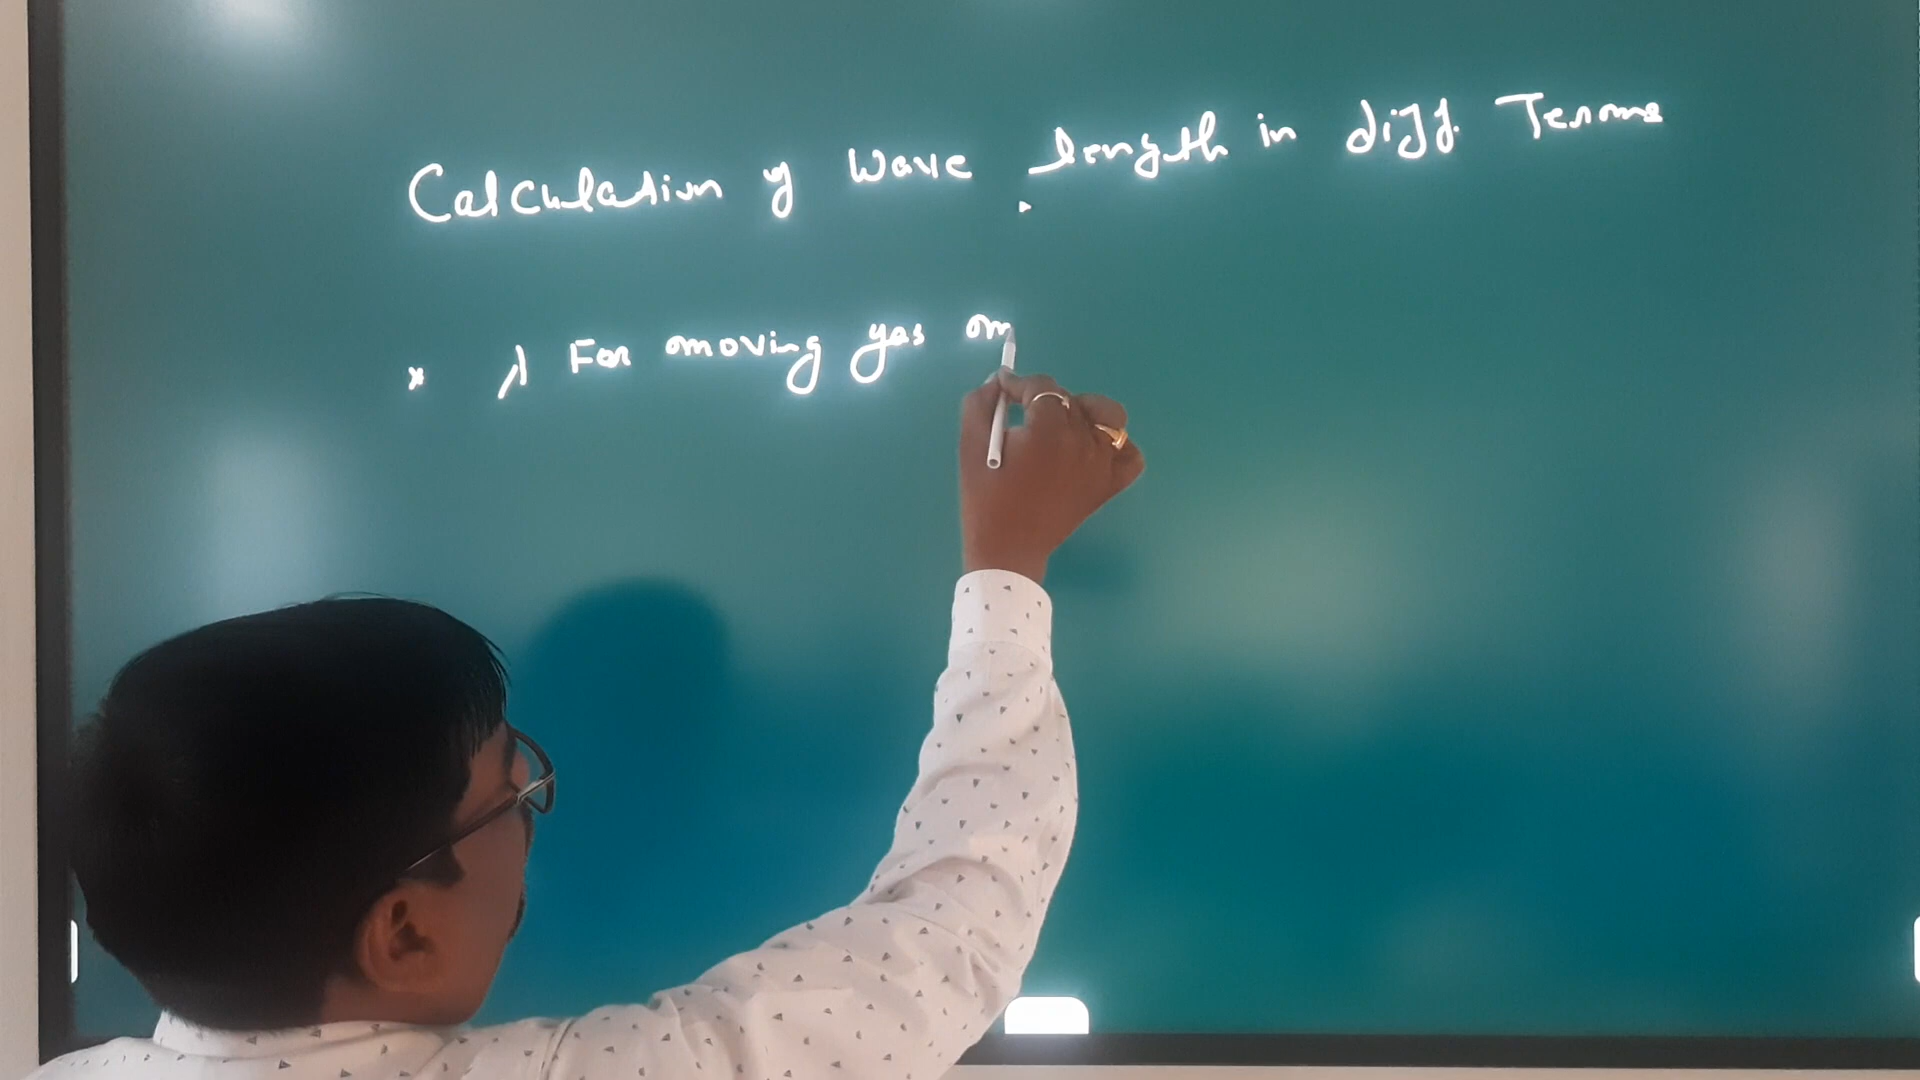 Calculation of Wave length in diff. Terms
* λ For moving gas m